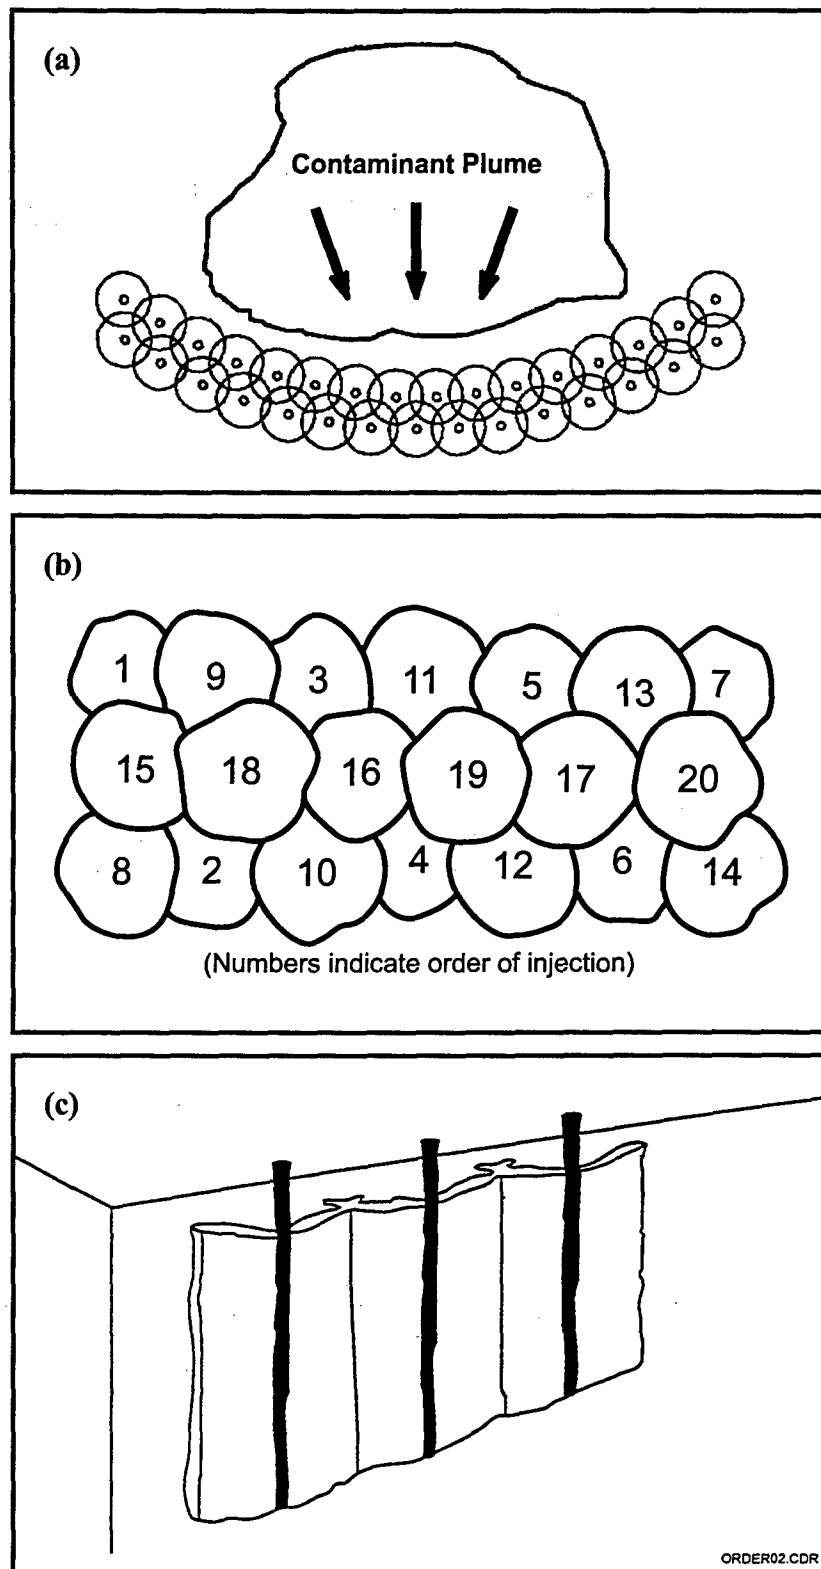 (a)
Contaminant Plume
(b)
1 9 3 11 5 13 7
15 18 16 19 17 20
8 2 10 4 12 6 14
(Numbers indicate order of injection)
(c)
ORDER02.CDR